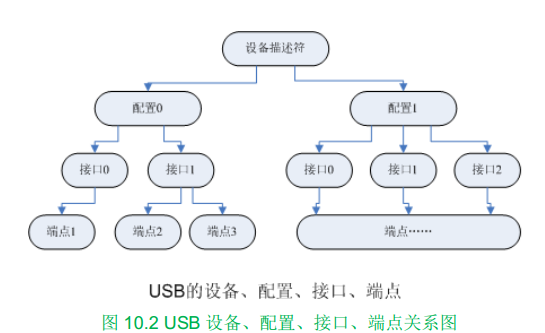 设备描述符
配置0
配置1
接口0
接口1
接口0
接口1
接口2
端点1
端点2
端点3
端点……
USB的设备、配置、接口、端点
图 10.2 USB 设备、配置、接口、端点关系图